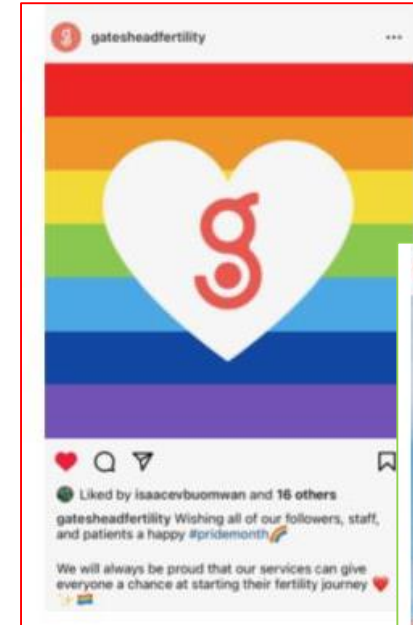 gatesheadfertility
g
Liked by isaacevbuomwan and 16 others
gatesheadfertility Wishing all of our followers, staff,
and patients a happy #pridemonth🌈
We will always be proud that our services can give
everyone a chance at starting their fertility journey ❤️
✨🏳️‍🌈